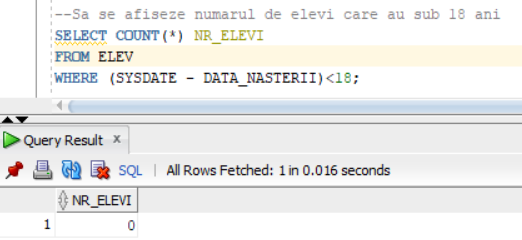 --Sa se afiseze numarul de elevi care au sub 18 ani
SELECT COUNT(*) NR_ELEVI
FROM ELEV
WHERE (SYSDATE - DATA_NASTERII)<18;
Query Result x
SQL | All Rows Fetched: 1 in 0.016 seconds
NR_ELEVI
1 0